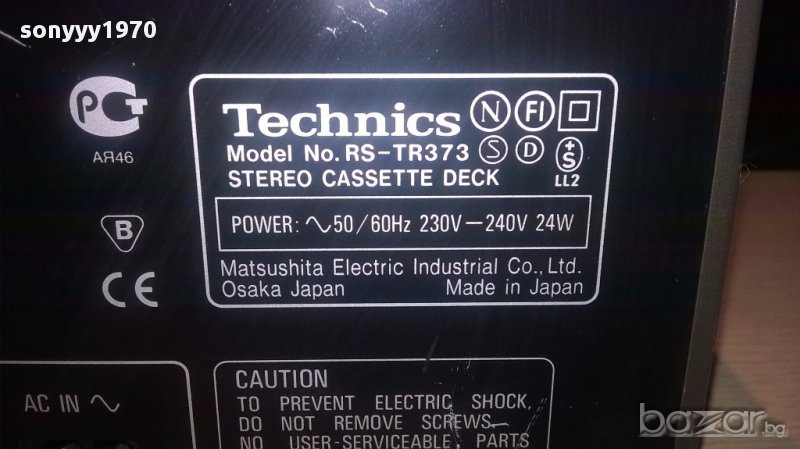 sonyyy1970
PCT
АЯ46
B
CE
Technics N FI
Model No. RS-TR373 S D +S
STEREO CASSETTE DECK LL2
POWER: ∿50/60Hz 230V—240V 24W
Matsushita Electric Industrial Co., Ltd.
Osaka Japan Made in Japan
AC IN ∿
CAUTION
TO PREVENT ELECTRIC SHOCK,
DO NOT REMOVE SCREWS.
NO USER-SERVICEABLE PARTS
bazar.bg